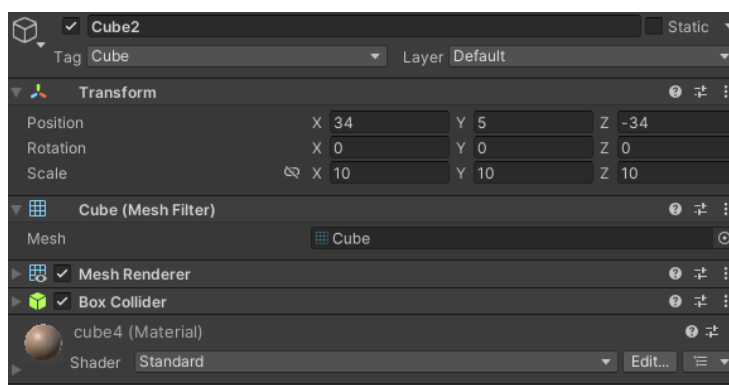 Cube2 Static
Tag Cube Layer Default
Transform
Position X 34 Y 5 Z -34
Rotation X 0 Y 0 Z 0
Scale X 10 Y 10 Z 10
Cube (Mesh Filter)
Mesh Cube
Mesh Renderer
Box Collider
cube4 (Material)
Shader Standard Edit...